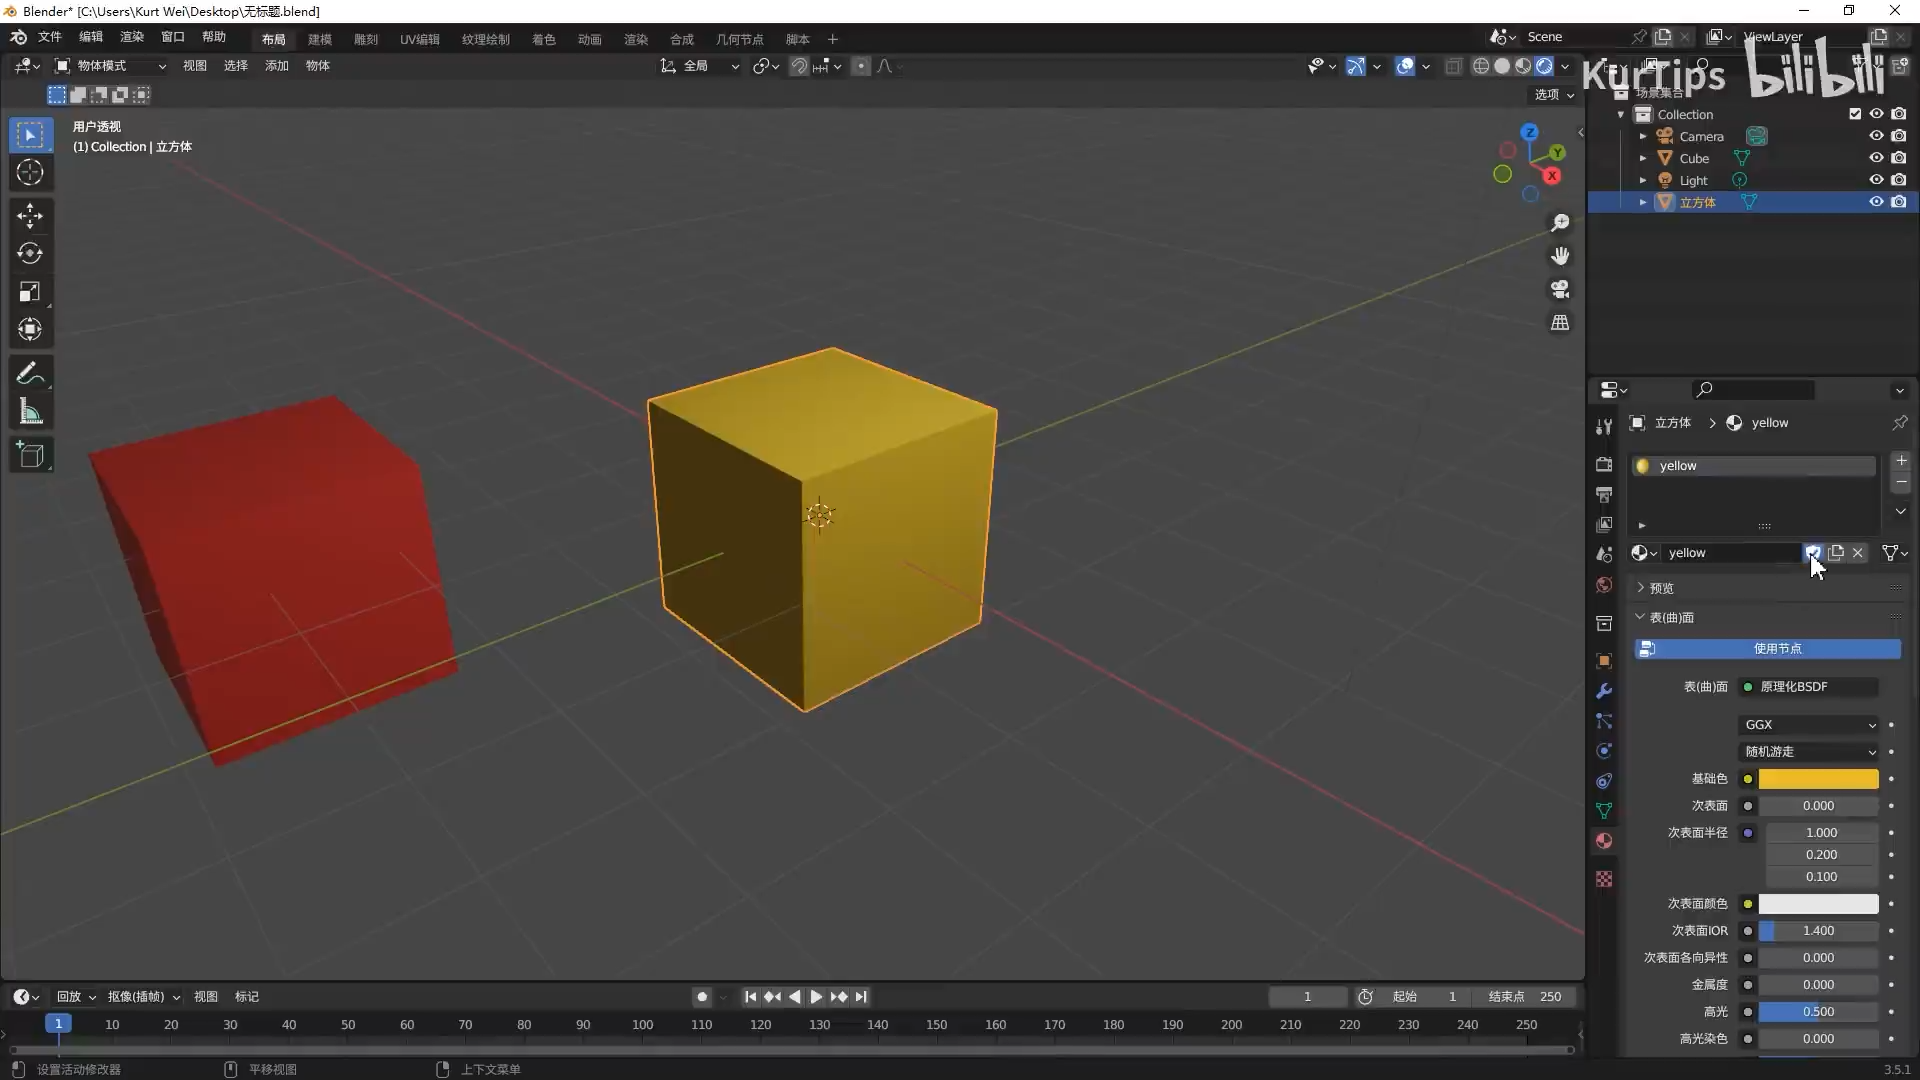 Blender* [C:\Users\Kurt Wei\Desktop\无标题.blend]
文件 编辑 渲染 窗口 帮助 布局 建模 雕刻 UV编辑 纹理绘制 着色 动画 渲染 合成 几何节点 脚本 + Scene ViewLayer
物体模式 视图 选择 添加 物体 全局
KurTips bilibili
选项
场景集合
用户透视
(1) Collection | 立方体
Collection
Camera
Cube
Light
立方体
Z
Y
X
立方体 > yellow
yellow
yellow
预览
表(曲)面
使用节点
表(曲)面 原理化BSDF
GGX
随机游走
基础色
次表面 0.000
次表面半径 1.000
0.200
0.100
次表面颜色
次表面IOR 1.400
次表面各向异性 0.000
金属度 0.000
高光 0.500
高光染色 0.000
回放 抠像(插帧) 视图 标记 1 起始 1 结束点 250
1 10 20 30 40 50 60 70 80 90 100 110 120 130 140 150 160 170 180 190 200 210 220 230 240 250
设置活动修改器 平移视图 上下文菜单 3.5.1